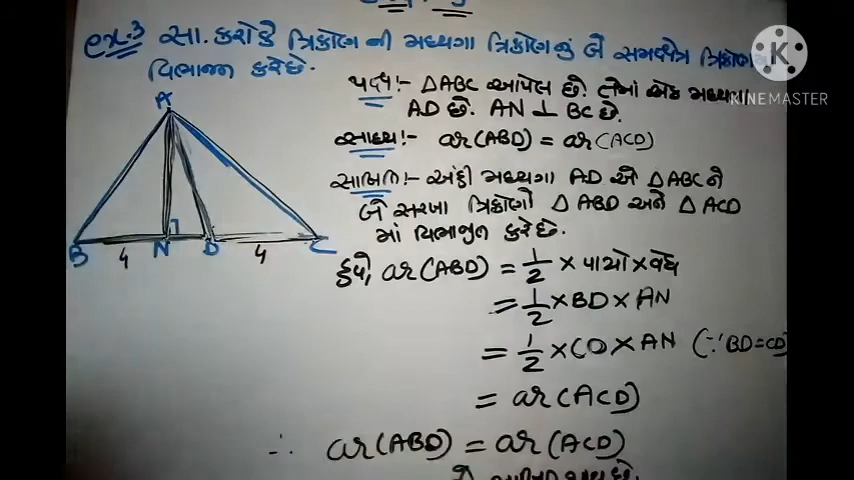 ex.3 સા. કરો કે ત્રિકોણ ની મધ્યગા ત્રિકોણનું બે સમક્ષેત્ર
વિભાજન કરે છે.
પક્ષ :- △ABC આપેલ છે. તેમાં એક મધ્યગા
AD છે. AN ⊥ BC છે.
સાધ્ય :- ar(ABD) = ar(ACD)
સાબિતી :- અહીં મધ્યગા AD એ △ABC ને
બે સરખા ત્રિકોણો △ABD અને △ACD
માં વિભાજીત કરે છે.
હવે, ar(ABD) = 1/2 × પાયો × વેધ
= 1/2 × BD × AN
= 1/2 × CD × AN (∵ BD=CD)
= ar(ACD)
∴ ar(ABD) = ar(ACD)
A
B N D C
4 4
KINEMASTER